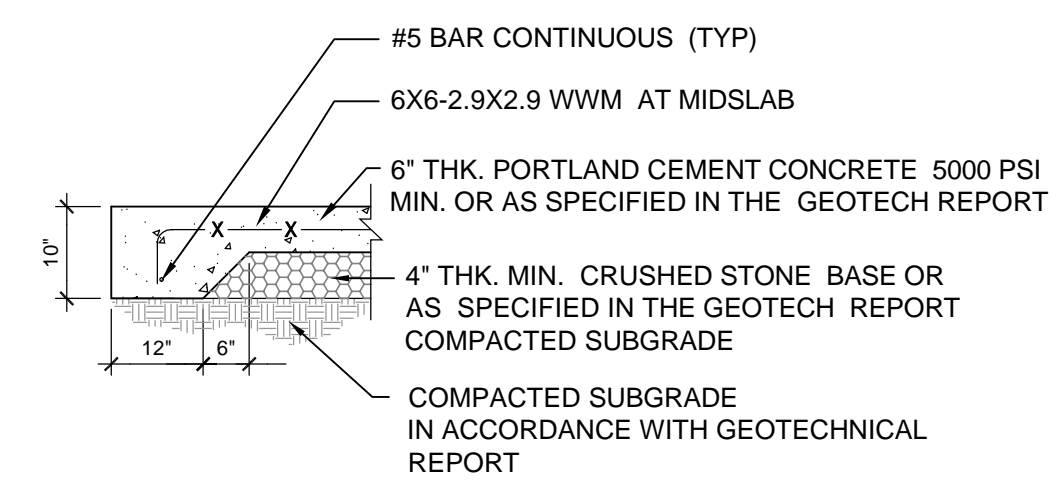 #5 BAR CONTINUOUS (TYP)
6X6-2.9X2.9 WWM AT MIDSLAB
6" THK. PORTLAND CEMENT CONCRETE 5000 PSI
MIN. OR AS SPECIFIED IN THE GEOTECH REPORT
X X
10"
4" THK. MIN. CRUSHED STONE BASE OR
AS SPECIFIED IN THE GEOTECH REPORT
COMPACTED SUBGRADE
12" 6"
COMPACTED SUBGRADE
IN ACCORDANCE WITH GEOTECHNICAL
REPORT